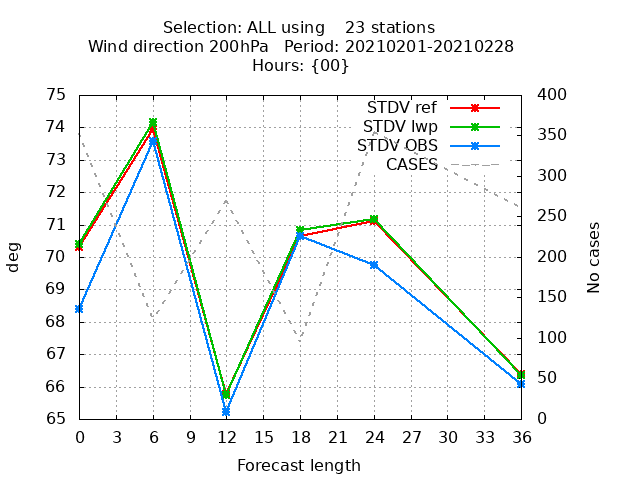 Selection: ALL using    23 stations
Wind direction 200hPa   Period: 20210201-20210228
Hours: {00}
75
74
73
72
71
70
69
68
67
66
65
deg
STDV ref
STDV lwp
STDV OBS
CASES
400
350
300
250
200
150
100
50
0
No cases
0 3 6 9 12 15 18 21 24 27 30 33 36
Forecast length